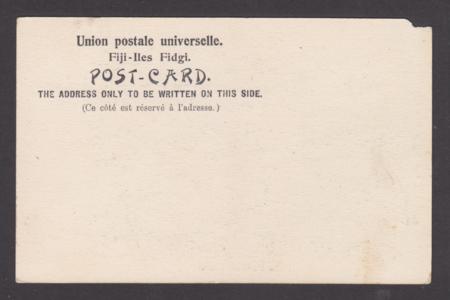 Union postale universelle.
Fiji-Iles Fidgi.
POST-CARD.
THE ADDRESS ONLY TO BE WRITTEN ON THIS SIDE.
(Ce côté est réservé à l'adresse.)